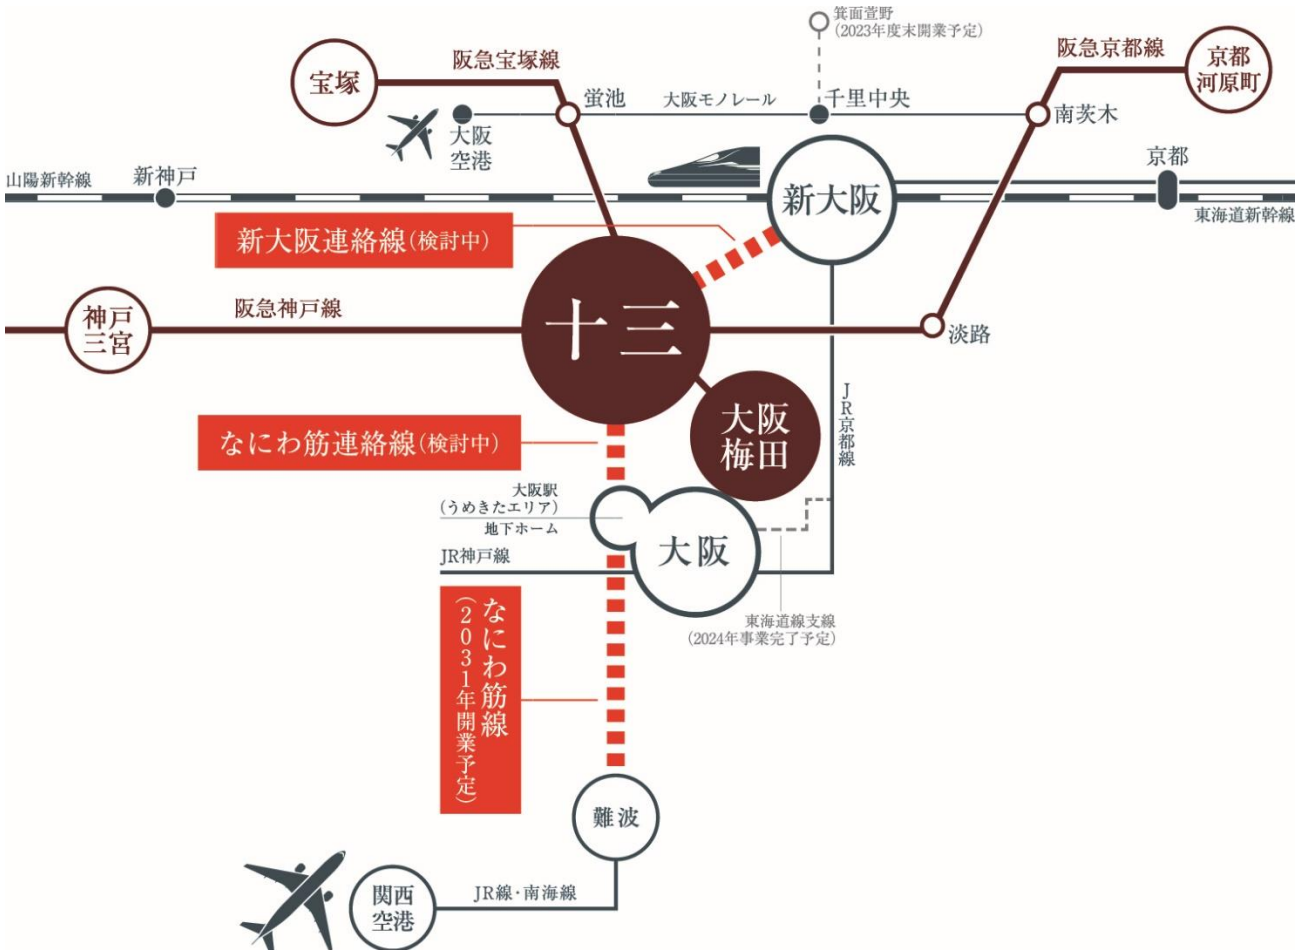 箕面萱野
(2023年度末開業予定)
阪急宝塚線
阪急京都線
宝塚
京都
河原町
蛍池
大阪モノレール
千里中央
南茨木
大阪
空港
山陽新幹線
新神戸
新大阪
京都
東海道新幹線
新大阪連絡線(検討中)
阪急神戸線
神戸
三宮
十三
淡路
大阪
梅田
JR京都線
なにわ筋連絡線(検討中)
大阪駅
(うめきたエリア)
地下ホーム
大阪
JR神戸線
なにわ筋線
(2031年開業予定)
東海道線支線
(2024年事業完了予定)
難波
関西
空港
JR線・南海線